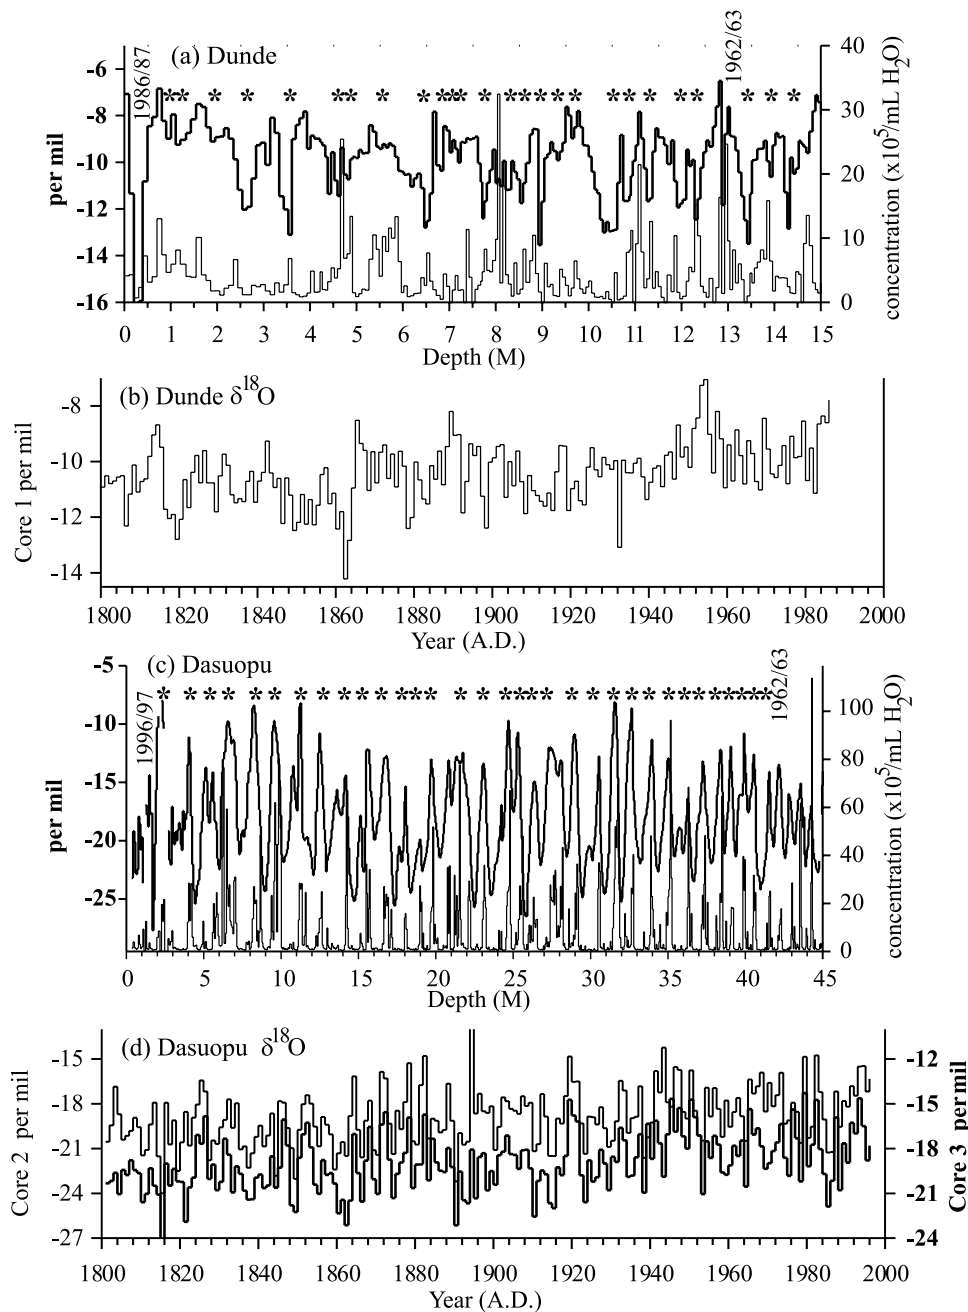 (a) Dunde
1986/87
1962/63
* * * * * * * * * * * * * * * * * * * * * * * * * * *
-6
-8
-10
-12
-14
-16
per mil
40
30
20
10
0
concentration (x10⁵/mL H₂O)
0 1 2 3 4 5 6 7 8 9 10 11 12 13 14 15
Depth (M)
(b) Dunde δ¹⁸O
-8
-10
-12
-14
Core 1 per mil
1800 1820 1840 1860 1880 1900 1920 1940 1960 1980 2000
Year (A.D.)
(c) Dasuopu
1996/97
1962/63
* * * * * * * * * * * * * * * * * * * * * * * * * * * * * * * * * *
-5
-10
-15
-20
-25
per mil
100
80
60
40
20
0
concentration (x10⁵/mL H₂O)
0 5 10 15 20 25 30 35 40 45
Depth (M)
(d) Dasuopu δ¹⁸O
-15
-18
-21
-24
-27
Core 2 per mil
-12
-15
-18
-21
-24
Core 3 per mil
1800 1820 1840 1860 1880 1900 1920 1940 1960 1980 2000
Year (A.D.)